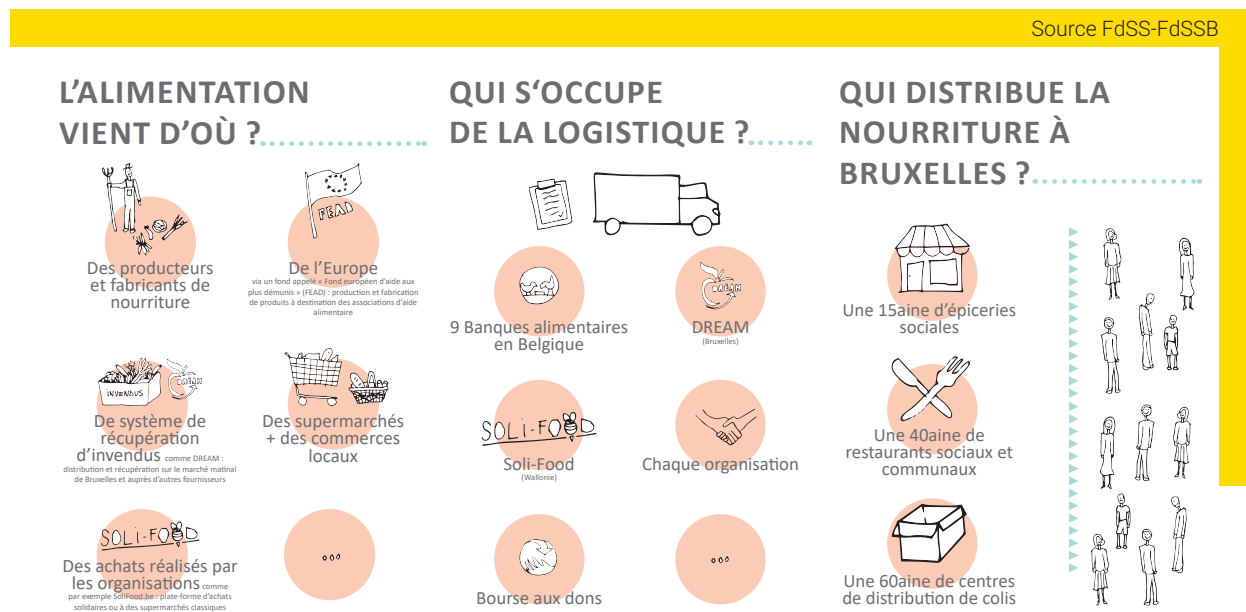 Source FdSS-FdSSB
L’ALIMENTATION
VIENT D’OÙ ?
FEAD
Des producteurs
et fabricants de
nourriture
De l’Europe
via un fond appelé « Fond européen d’aide aux
plus démunis » (FEAD) : production et fabrication
de produits à destination des associations d’aide
alimentaire
INVENDUS
DREAM
De système de
récupération
d’invendus comme DREAM :
distribution et récupération sur le marché matinal
de Bruxelles et auprès d’autres fournisseurs
Des supermarchés
+ des commerces
locaux
SOLi-FOOD
Des achats réalisés par
les organisations comme
par exemple SoliFood.be : plate-forme d’achats
solidaires ou à des supermarchés classiques
...
QUI S‘OCCUPE
DE LA LOGISTIQUE ?
9 Banques alimentaires
en Belgique
DREAM
DREAM
(Bruxelles)
SOLi-FOOD
Soli-Food
(Wallonie)
Chaque organisation
Bourse aux dons
...
QUI DISTRIBUE LA
NOURRITURE À
BRUXELLES ?
Une 15aine d’épiceries
sociales
Une 40aine de
restaurants sociaux et
communaux
Une 60aine de centres
de distribution de colis